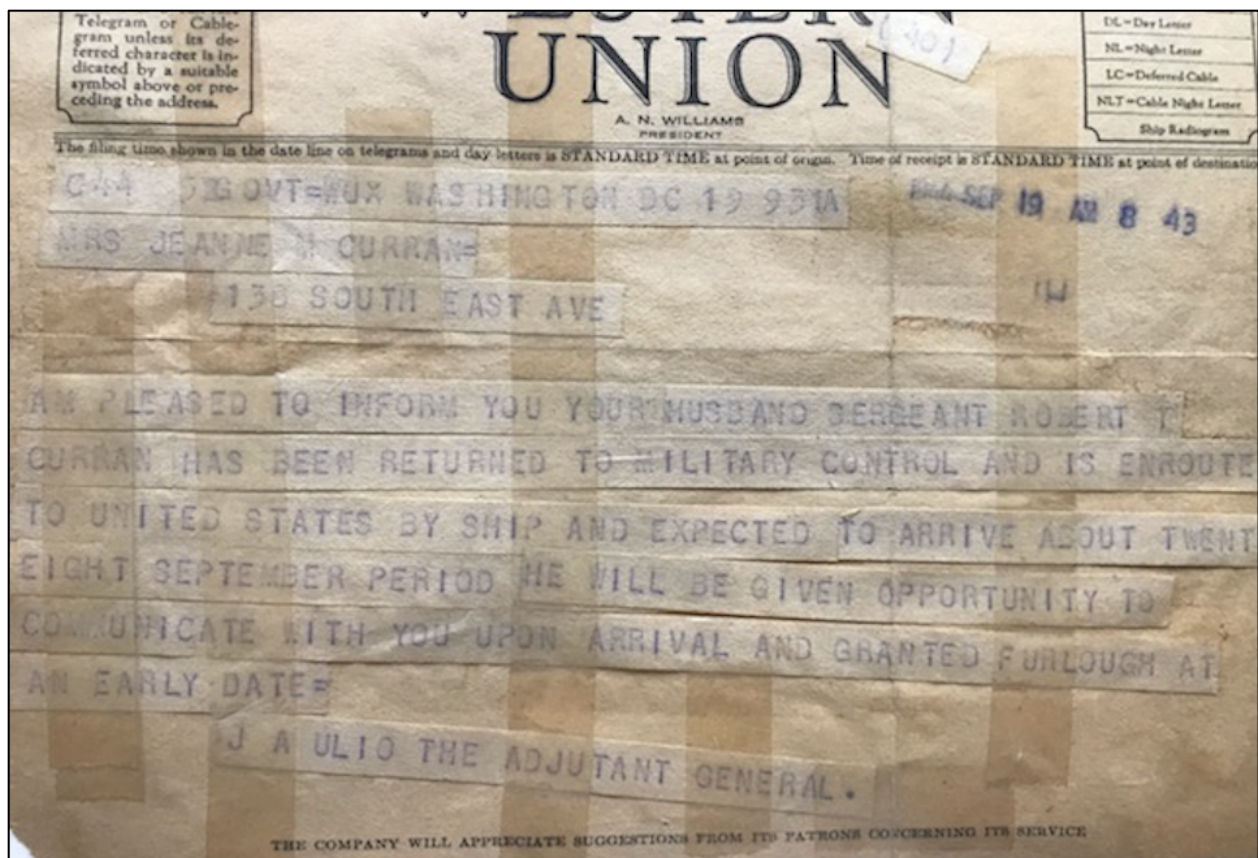 Telegram or Cable-
gram unless its de-
ferred character is in-
dicated by a suitable
symbol above or pre-
ceding the address.
WESTERN
UNION
A. N. WILLIAMS
PRESIDENT
DL=Day Letter
NL=Night Letter
LC=Deferred Cable
NLT=Cable Night Letter
Ship Radiogram
The filing time shown in the date line on telegrams and day letters is STANDARD TIME at point of origin. Time of receipt is STANDARD TIME at point of destinatio
C44 GOVT=WUX WASHINGTON DC 19 931A
SEP 19 AM 8 43
MRS JEANNE M CURRAN=
SOUTH EAST AVE
AM PLEASED TO INFORM YOU YOUR HUSBAND SERGEANT ROBERT T
CURRAN HAS BEEN RETURNED TO MILITARY CONTROL AND IS ENROUTE
TO UNITED STATES BY SHIP AND EXPECTED TO ARRIVE ABOUT TWENT
EIGHT SEPTEMBER PERIOD HE WILL BE GIVEN OPPORTUNITY TO
COMMUNICATE WITH YOU UPON ARRIVAL AND GRANTED FURLOUGH AT
AN EARLY DATE=
J A ULIO THE ADJUTANT GENERAL.
THE COMPANY WILL APPRECIATE SUGGESTIONS FROM ITS PATRONS CONCERNING ITS SERVICE